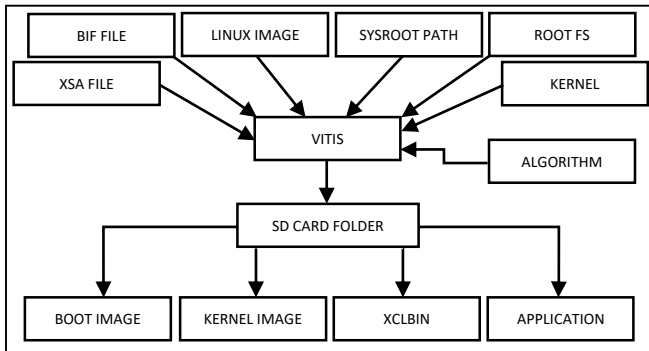 BIF FILE
LINUX IMAGE
SYSROOT PATH
ROOT FS
XSA FILE
KERNEL
VITIS
ALGORITHM
SD CARD FOLDER
BOOT IMAGE
KERNEL IMAGE
XCLBIN
APPLICATION